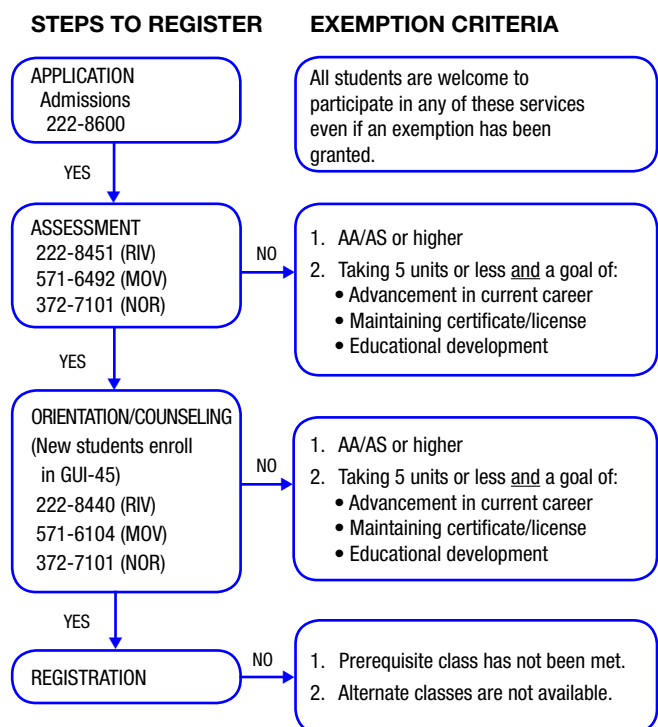 STEPS TO REGISTER
EXEMPTION CRITERIA
APPLICATION
Admissions
222-8600
All students are welcome to
participate in any of these services
even if an exemption has been
granted.
YES
ASSESSMENT
222-8451 (RIV)
571-6492 (MOV)
372-7101 (NOR)
NO
1. AA/AS or higher
2. Taking 5 units or less and a goal of:
• Advancement in current career
• Maintaining certificate/license
• Educational development
YES
ORIENTATION/COUNSELING
(New students enroll
in GUI-45)
222-8440 (RIV)
571-6104 (MOV)
372-7101 (NOR)
NO
1. AA/AS or higher
2. Taking 5 units or less and a goal of:
• Advancement in current career
• Maintaining certificate/license
• Educational development
YES
REGISTRATION
NO
1. Prerequisite class has not been met.
2. Alternate classes are not available.